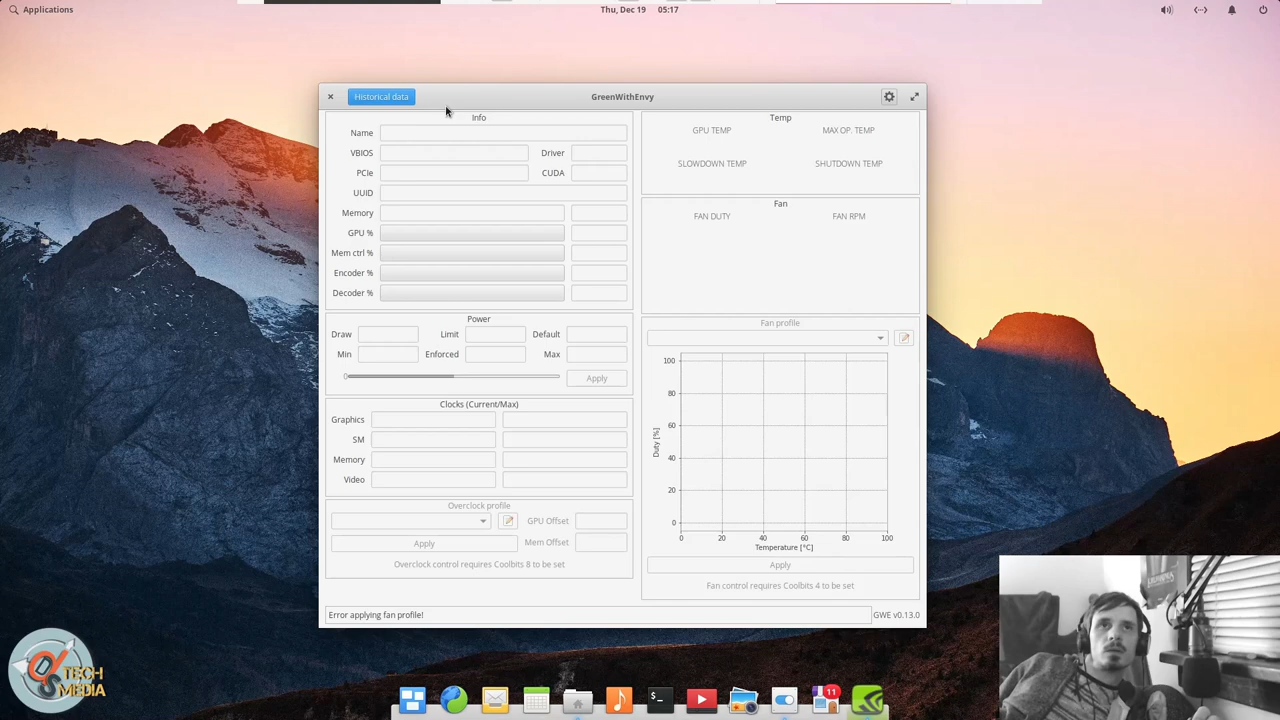 Applications
Thu, Dec 19 05:17
Historical data
GreenWithEnvy
Info
Name
VBIOS
Driver
PCIe
CUDA
UUID
Memory
GPU %
Mem ctrl %
Encoder %
Decoder %
Power
Draw
Limit
Default
Min
Enforced
Max
0
Apply
Clocks (Current/Max)
Graphics
SM
Memory
Video
Overclock profile
GPU Offset
Apply
Mem Offset
Overclock control requires Coolbits 8 to be set
Temp
GPU TEMP
MAX OP. TEMP
SLOWDOWN TEMP
SHUTDOWN TEMP
Fan
FAN DUTY
FAN RPM
Fan profile
100
80
60
40
20
0
Duty [%]
0 20 40 60 80 100
Temperature [°C]
Apply
Fan control requires Coolbits 4 to be set
Error applying fan profile!
GWE v0.13.0
TECH
MEDIA
11